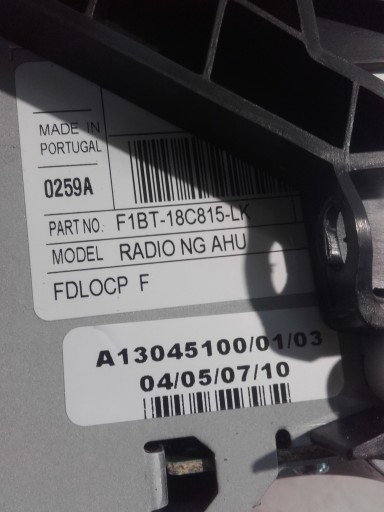 MADE IN
PORTUGAL
0259A
PART NO. F1BT-18C815-LK
MODEL RADIO NG AHU
FDLOCP F
A13045100/01/03
04/05/07/10